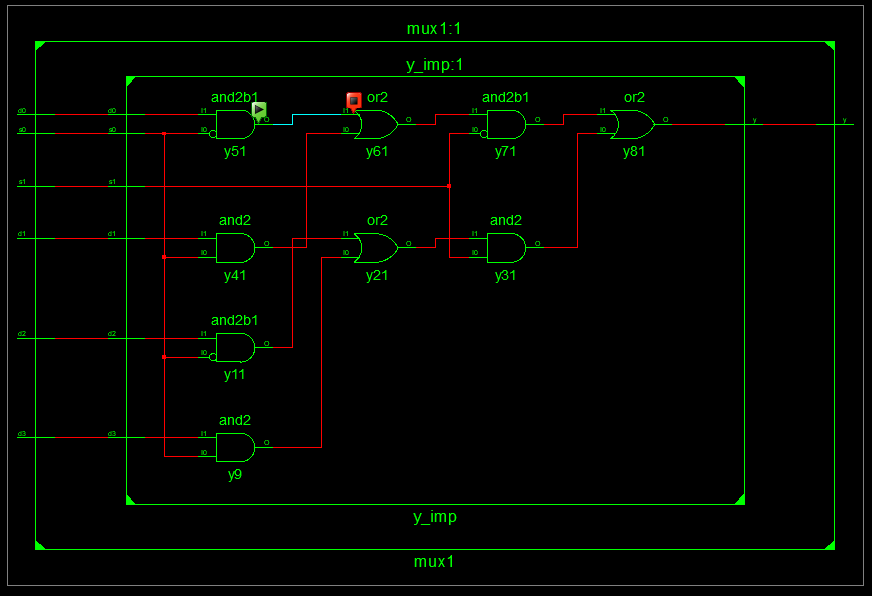 mux1:1
y_imp:1
and2b1 or2 and2b1 or2
d0 d0 I1 O I1 O I1 O I1 O y y
s0 s0 I0 I0 I0 I0
y51 y61 y71 y81
s1 s1
and2 or2 and2
d1 d1 I1 O I1 O I1 O
I0 I0 I0
y41 y21 y31
and2b1
d2 d2 I1 O
I0
y11
and2
d3 d3 I1 O
I0
y9
y_imp
mux1